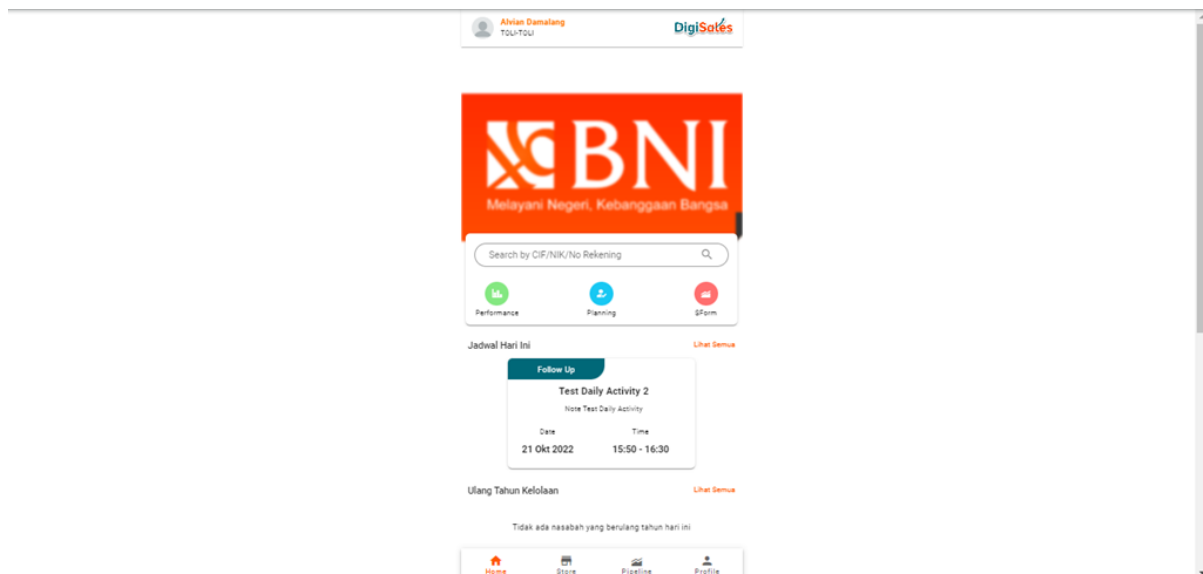 Alvian Damalang
TOLI-TOLI
DigiSales
BNI
Melayani Negeri, Kebanggaan Bangsa
Search by CIF/NIK/No Rekening
Performance
Planning
SForm
Jadwal Hari Ini
Lihat Semua
Follow Up
Test Daily Activity 2
Note Test Daily Activity
Date
Time
21 Okt 2022
15:50 - 16:30
Ulang Tahun Kelolaan
Lihat Semua
Tidak ada nasabah yang berulang tahun hari ini
Home
Store
Pipeline
Profile